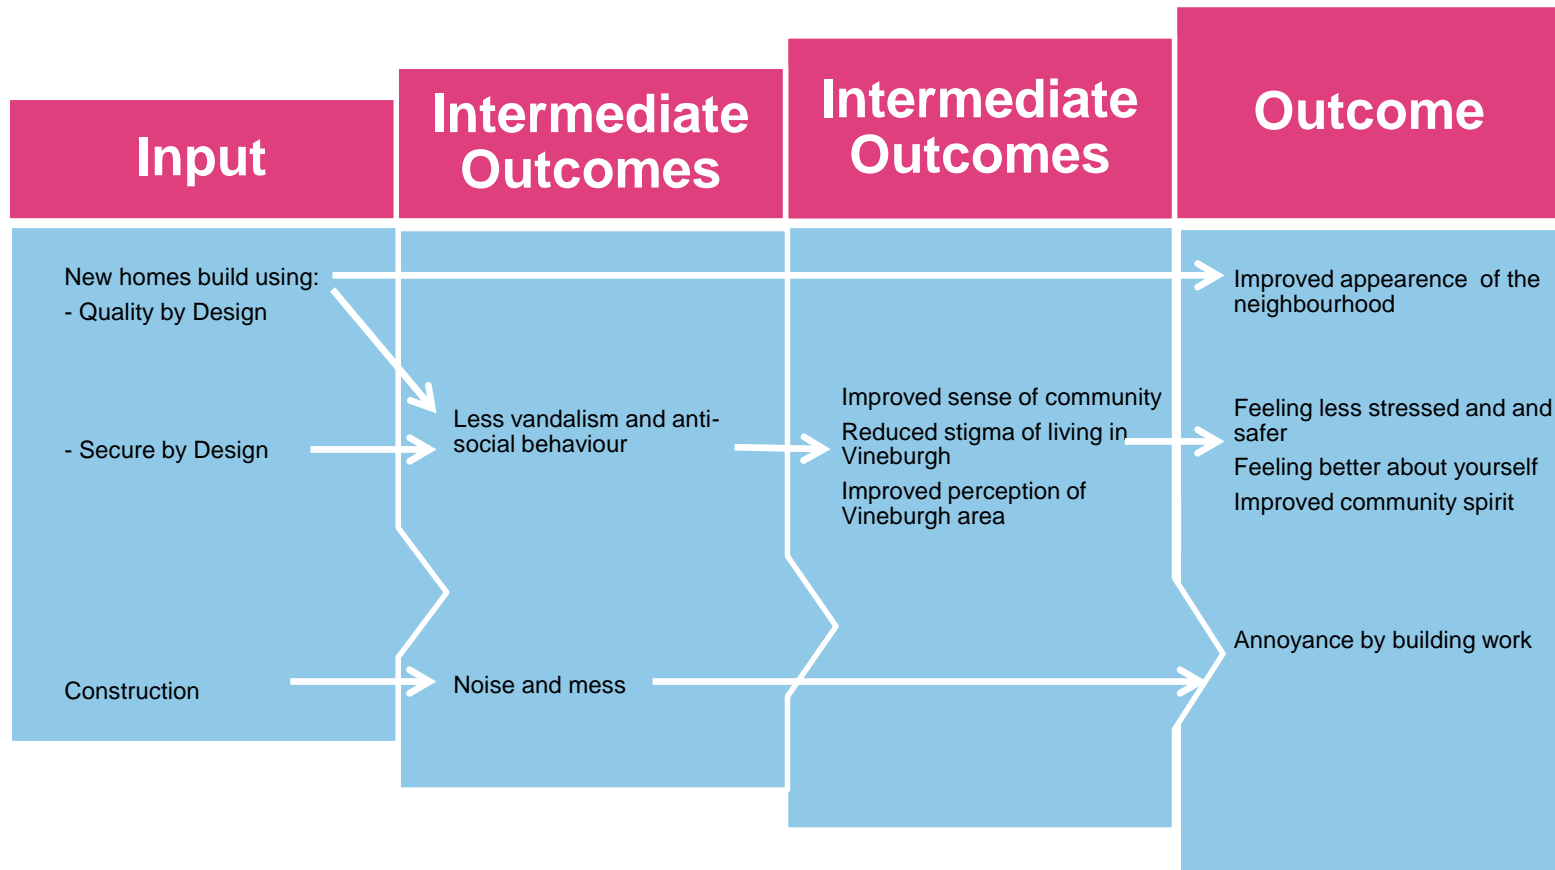 Input
Intermediate
Outcomes
Intermediate
Outcomes
Outcome
New homes build using:
- Quality by Design
- Secure by Design
Construction
Less vandalism and anti-
social behaviour
Noise and mess
Improved sense of community
Reduced stigma of living in
Vineburgh
Improved perception of
Vineburgh area
Improved appearence  of the
neighbourhood
Feeling less stressed and and
safer
Feeling better about yourself
Improved community spirit
Annoyance by building work